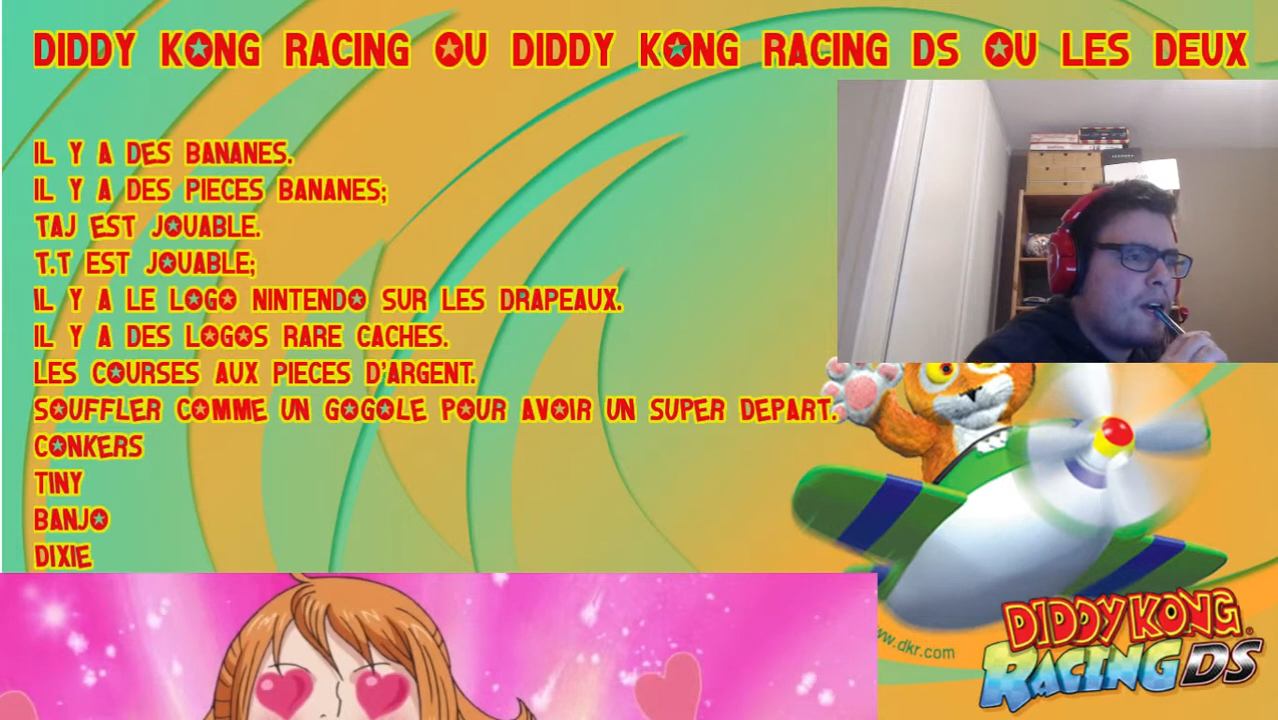 DIDDY KONG RACING OU DIDDY KONG RACING DS OU LES DEUX
IL Y A DES BANANES.
IL Y A DES PIECES BANANES;
TAJ EST JOUABLE.
T.T EST JOUABLE;
IL Y A LE LOGO NINTENDO SUR LES DRAPEAUX.
IL Y A DES LOGOS RARE CACHES.
LES COURSES AUX PIECES D'ARGENT.
SOUFFLER COMME UN GOGOLE POUR AVOIR UN SUPER DEPART.
CONKERS
TINY
BANJO
DIXIE
www.dkr.com
DIDDY KONG
RACING DS